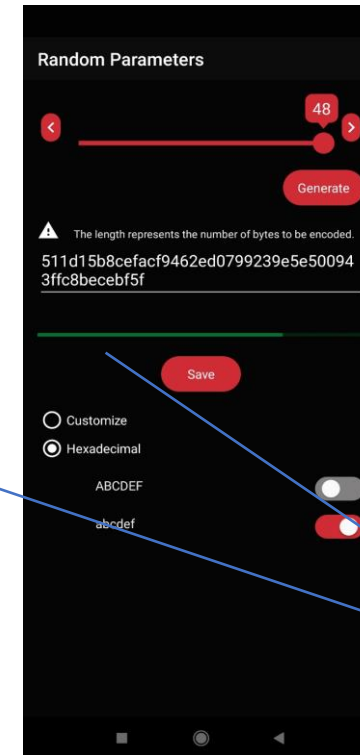 Random Parameters
48
Generate
The length represents the number of bytes to be encoded.
511d15b8cefacf9462ed0799239e5e50094
3ffc8becebf5f
Save
Customize
Hexadecimal
ABCDEF
abcdef